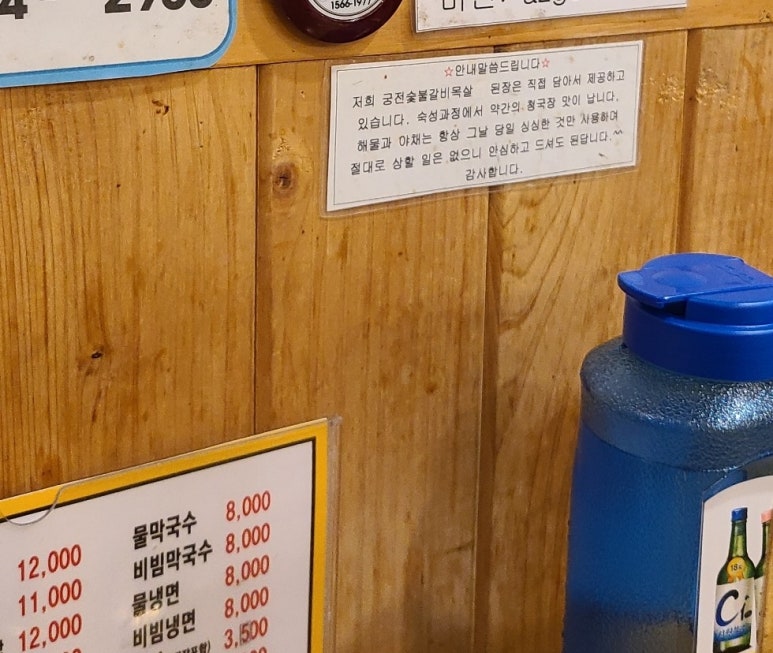 1566-1977
☆안내말씀드립니다☆
저희 궁전숯불갈비목살 된장은 직접 담아서 제공하고
있습니다. 숙성과정에서 약간의 청국장 맛이 납니다.
해물과 야채는 항상 그날 당일 싱싱한 것만 사용하며
절대로 상할 일은 없으니 안심하고 드셔도 된답니다.^^
감사합니다.
물막국수 8,000
12,000 비빔막국수 8,000
11,000 물냉면 8,000
12,000 비빔냉면 8,000
3,500
18